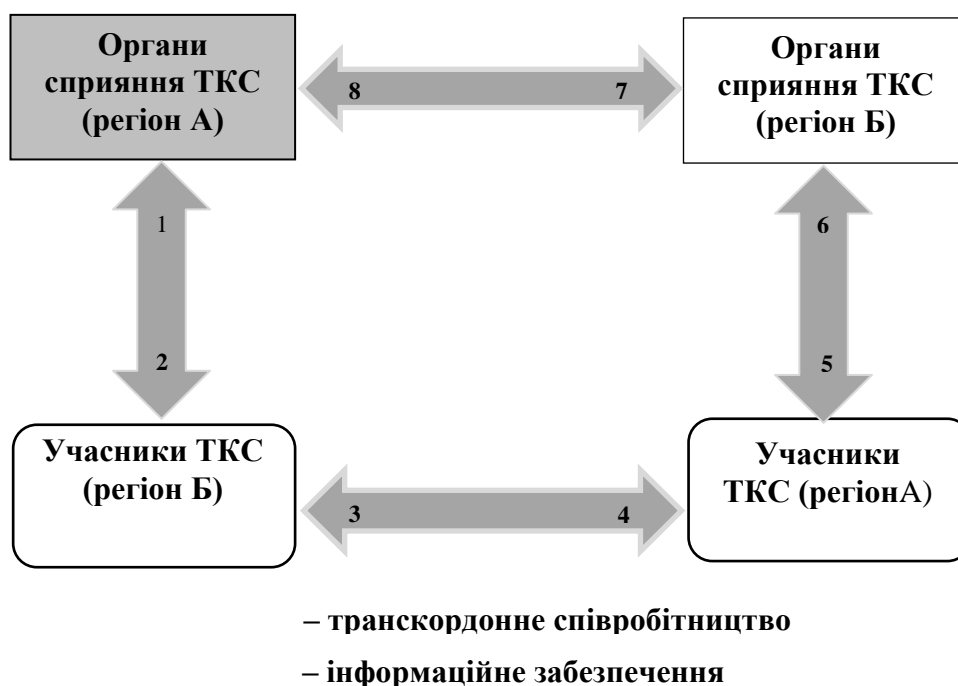 Органи
сприяння ТКС
(регіон А)
Органи
сприяння ТКС
(регіон Б)
8
7
1
6
2
5
Учасники ТКС
(регіон Б)
Учасники
ТКС (регіонА)
3
4
– транскордонне співробітництво
– інформаційне забезпечення